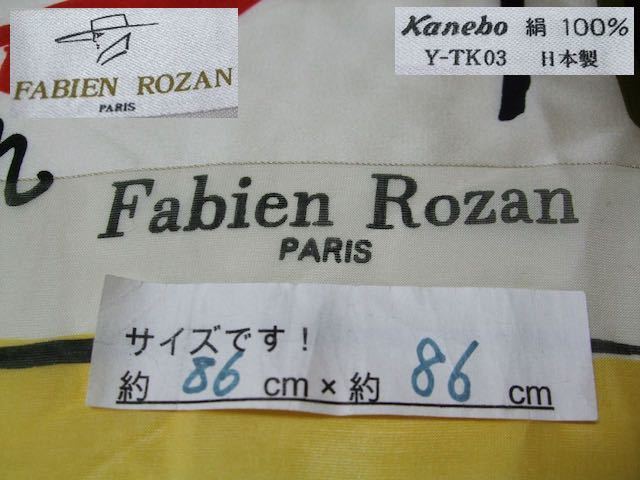 FABIEN ROZAN
PARIS
Kanebo 絹 100%
Y-TK03 日本製
Fabien Rozan
PARIS
サイズです!
約 86 cm × 約 86 cm